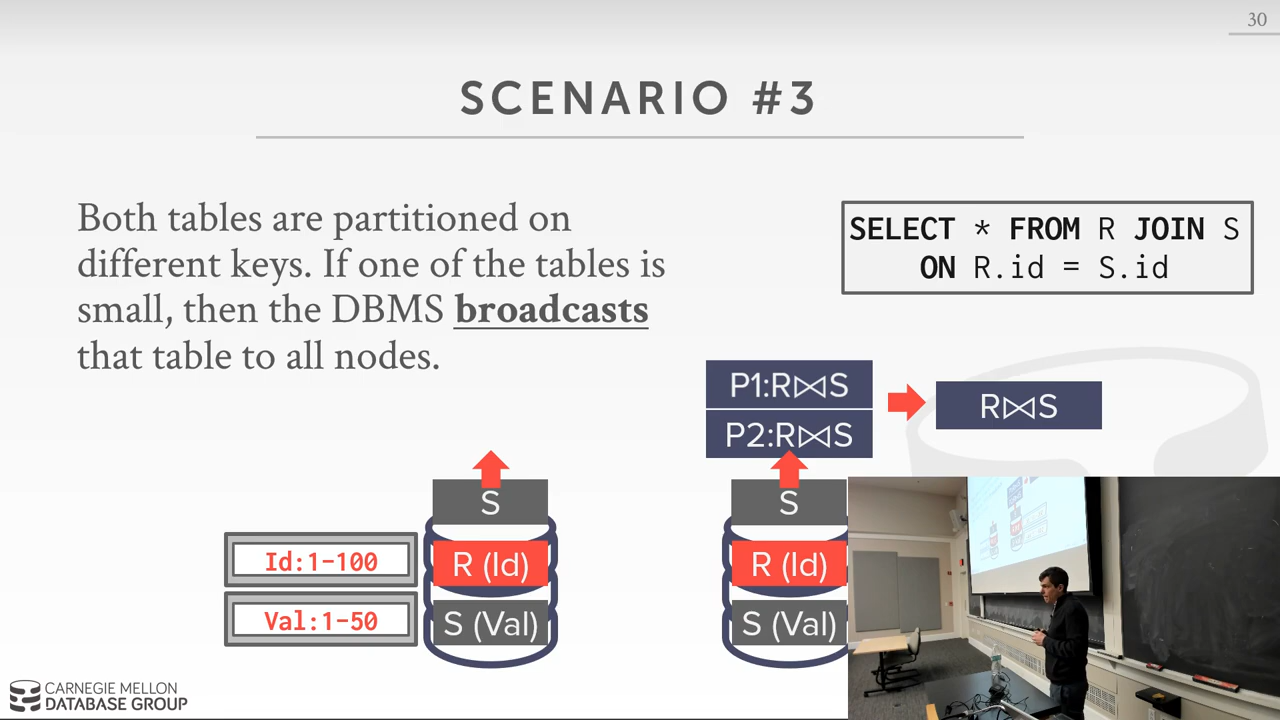 30
SCENARIO #3
Both tables are partitioned on
different keys. If one of the tables is
small, then the DBMS broadcasts
that table to all nodes.
SELECT * FROM R JOIN S
ON R.id = S.id
P1:R⋈S
P2:R⋈S
R⋈S
S
S
Id:1-100
R (Id)
R (Id)
Val:1-50
S (Val)
S (Val)
CARNEGIE MELLON
DATABASE GROUP